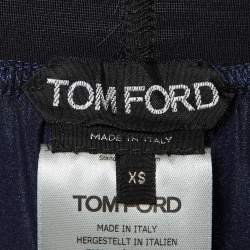 TOM FORD
MADE IN ITALY
XS
TOM FORD
MADE IN ITALY
HERGESTELLT IN ITALIEN